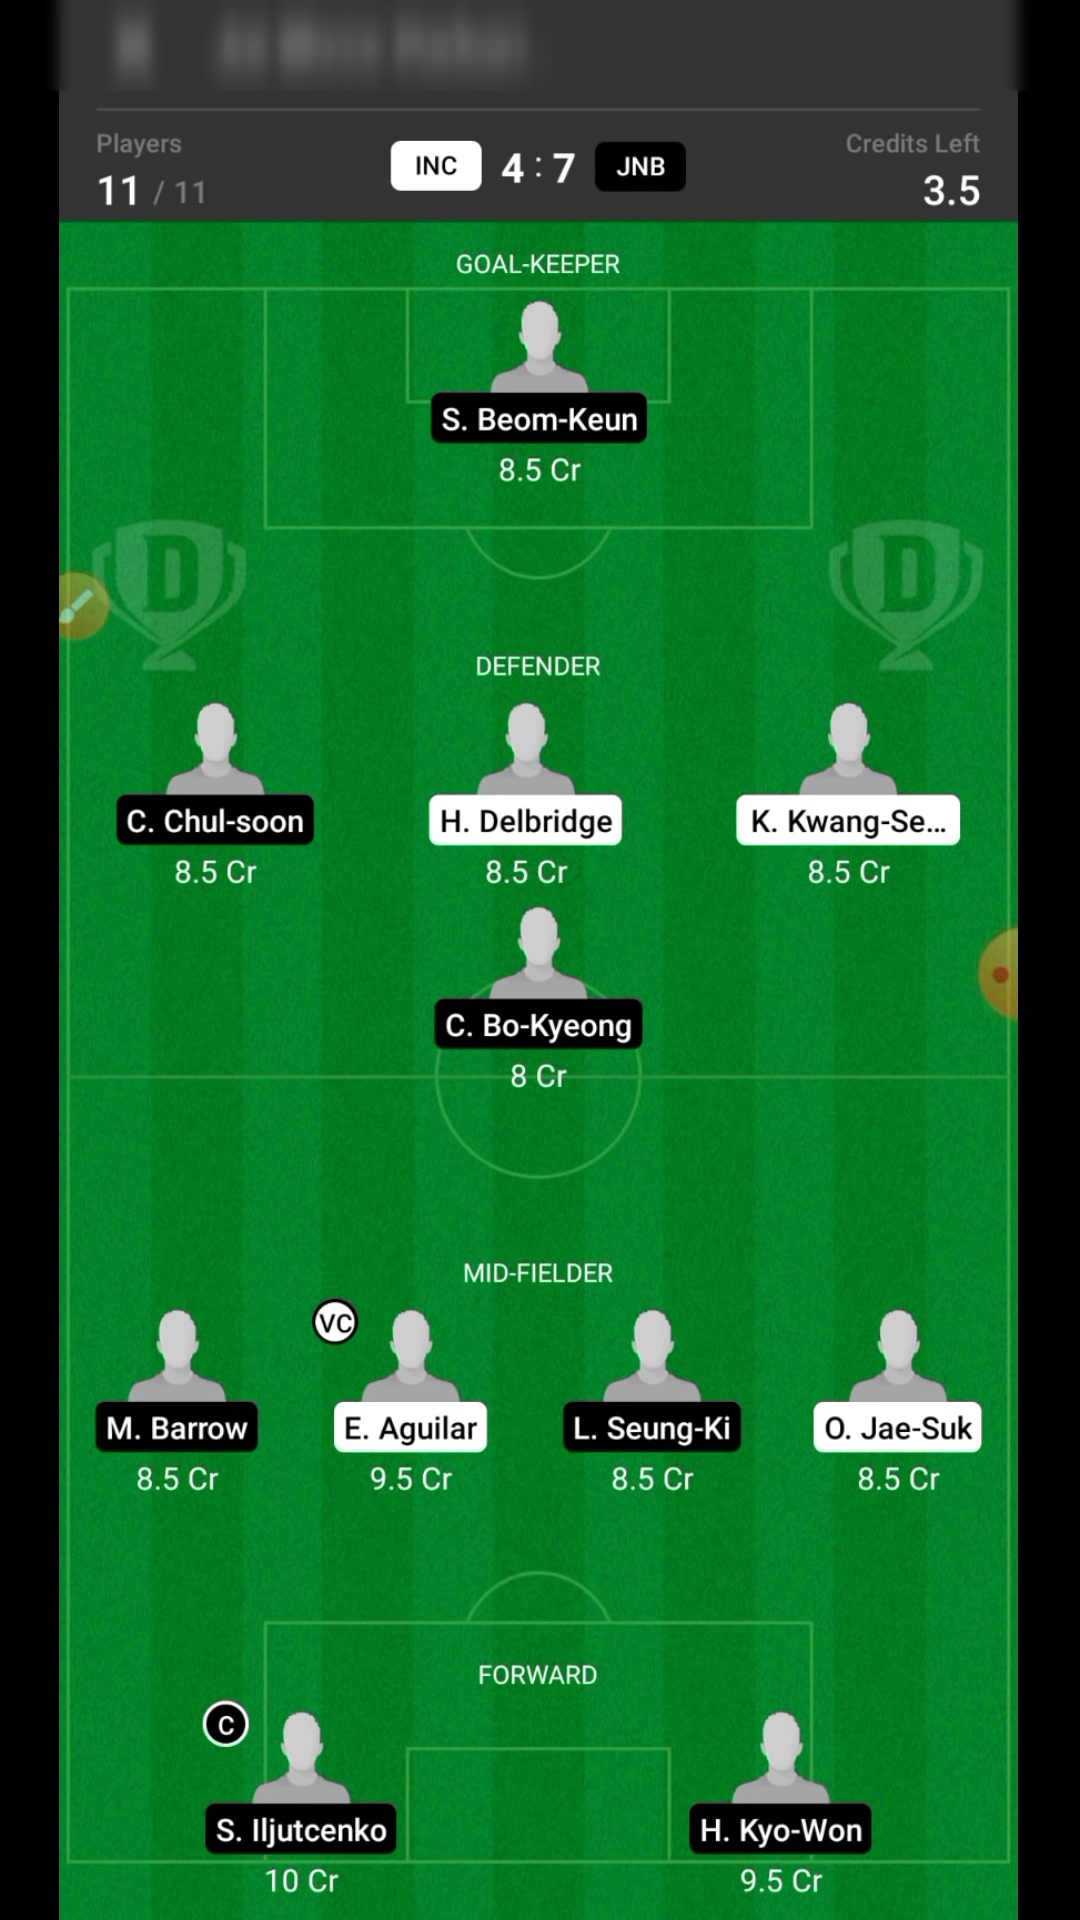 Players
Credits Left
INC 4 : 7 JNB
11 / 11
3.5
GOAL-KEEPER
S. Beom-Keun
8.5 Cr
D
D
DEFENDER
C. Chul-soon
H. Delbridge
K. Kwang-Se...
8.5 Cr
8.5 Cr
8.5 Cr
C. Bo-Kyeong
8 Cr
MID-FIELDER
VC
M. Barrow
E. Aguilar
L. Seung-Ki
O. Jae-Suk
8.5 Cr
9.5 Cr
8.5 Cr
8.5 Cr
FORWARD
C
S. Iljutcenko
H. Kyo-Won
10 Cr
9.5 Cr